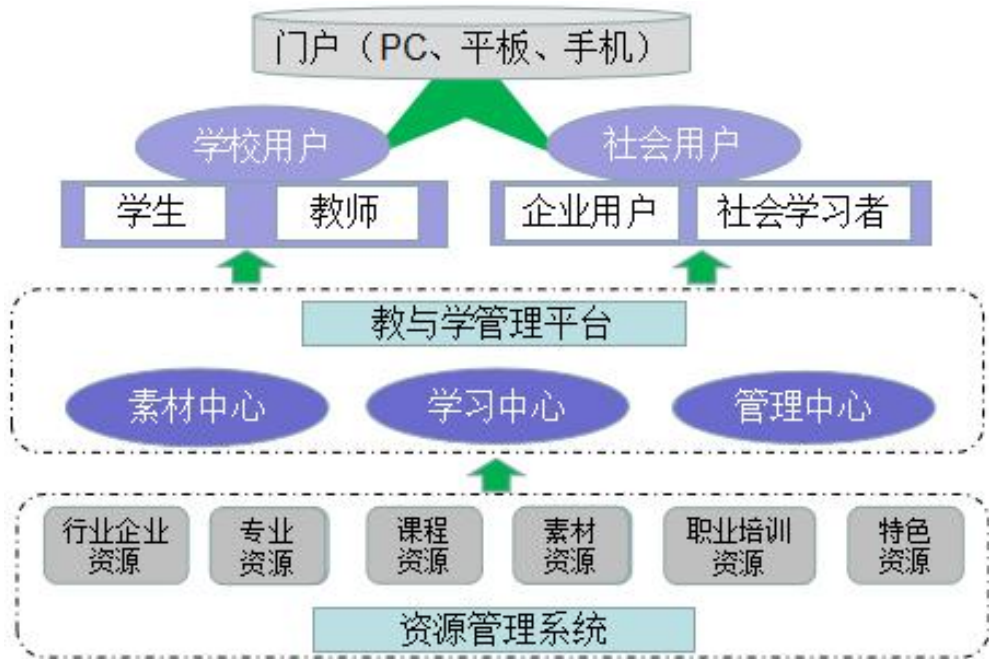 门户（PC、平板、手机）
学校用户
社会用户
学生
教师
企业用户
社会学习者
教与学管理平台
素材中心
学习中心
管理中心
行业企业
资源
专业
资源
课程
资源
素材
资源
职业培训
资源
特色
资源
资源管理系统